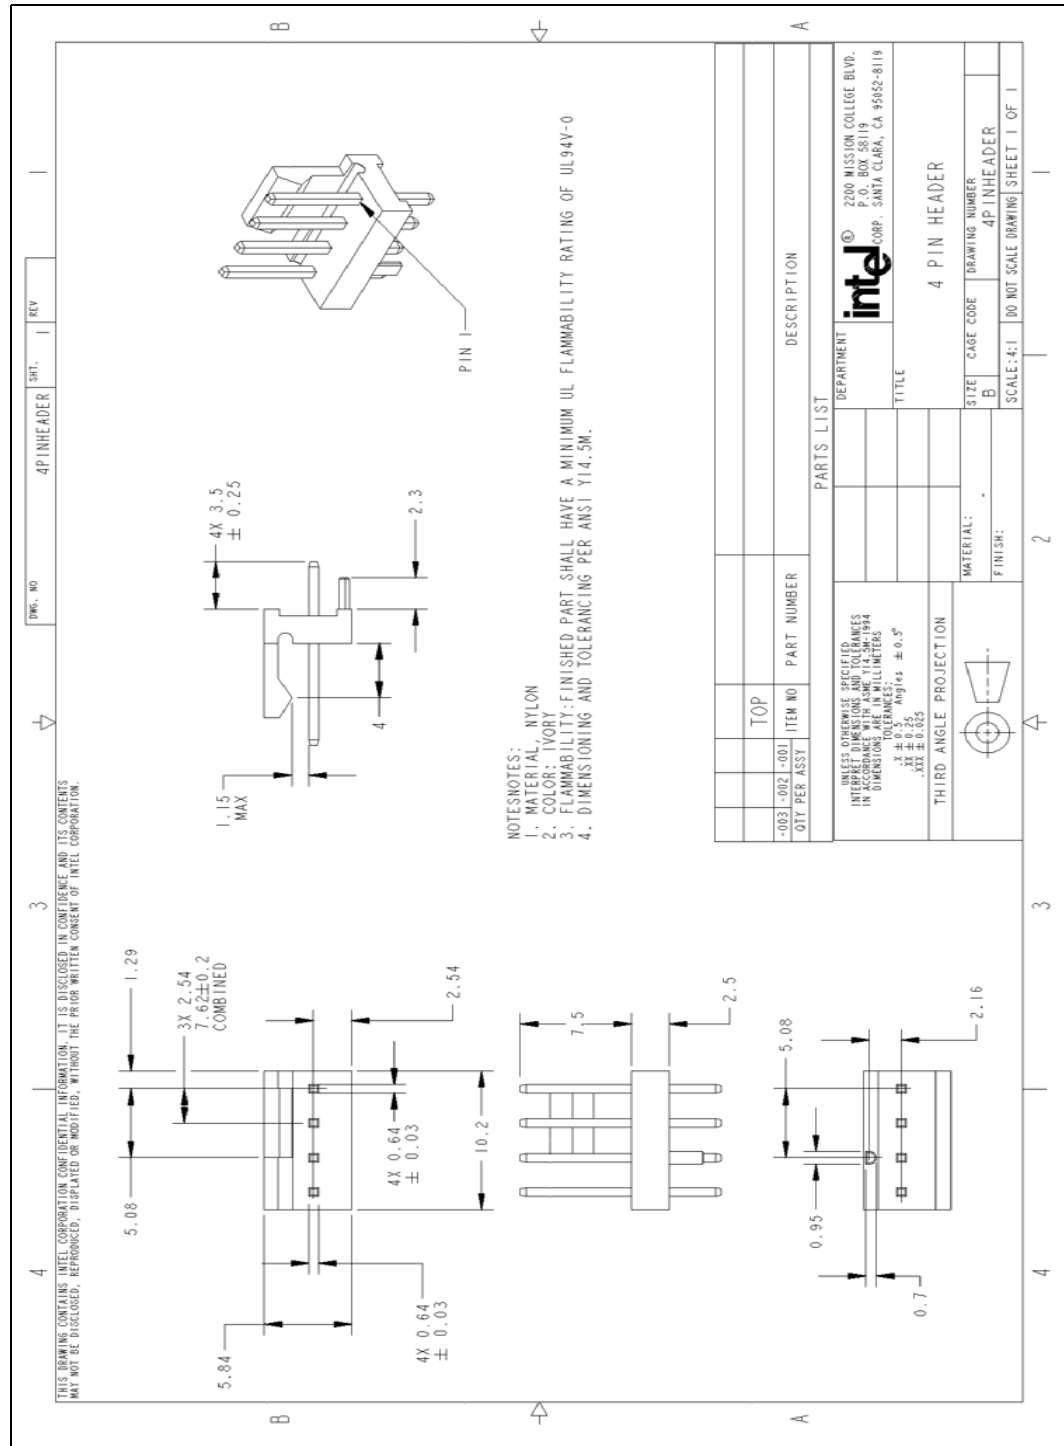 THIS DRAWING CONTAINS INTEL CORPORATION CONFIDENTIAL INFORMATION. IT IS DISCLOSED IN CONFIDENCE AND ITS CONTENTS
MAY NOT BE DISCLOSED, REPRODUCED, DISPLAYED OR MODIFIED, WITHOUT THE PRIOR WRITTEN CONSENT OF INTEL CORPORATION.
4
3
DWG. NO
4PINHEADER
SHT.
1
REV
1
B
B
5.84
5.08
1.29
3X 2.54
7.62±0.2
COMBINED
2.54
4X 0.64
± 0.03
4X 0.64
± 0.03
10.2
1.15
MAX
4
4X 3.5
± 0.25
2.3
PIN 1
7.5
2.5
NOTESNOTES:
1. MATERIAL, NYLON
2. COLOR: IVORY
3. FLAMMABILITY:FINISHED PART SHALL HAVE A MINIMUM UL FLAMMABILITY RATING OF UL94V-0
4. DIMENSIONING AND TOLERANCING PER ANSI Y14.5M.
5.08
0.95
0.7
2.16
A
A
TOP
-003
-002
-001
ITEM NO
PART NUMBER
DESCRIPTION
QTY PER ASSY
PARTS LIST
UNLESS OTHERWISE SPECIFIED
INTERPRET DIMENSIONS AND TOLERANCES
IN ACCORDANCE WITH ASME Y14.5M-1994
DIMENSIONS ARE IN MILLIMETERS
TOLERANCES:
.X ± 0.5 Angles ± 0.5°
.XX ± 0.25
.XXX ± 0.025
THIRD ANGLE PROJECTION
MATERIAL: -
FINISH:
DEPARTMENT
intel®
CORP.
2200 MISSION COLLEGE BLVD.
P.O. BOX 58119
SANTA CLARA, CA 95052-8119
TITLE
4 PIN HEADER
SIZE
B
CAGE CODE
DRAWING NUMBER
4PINHEADER
SCALE:4:1
DO NOT SCALE DRAWING
SHEET 1 OF 1
4
3
2
1